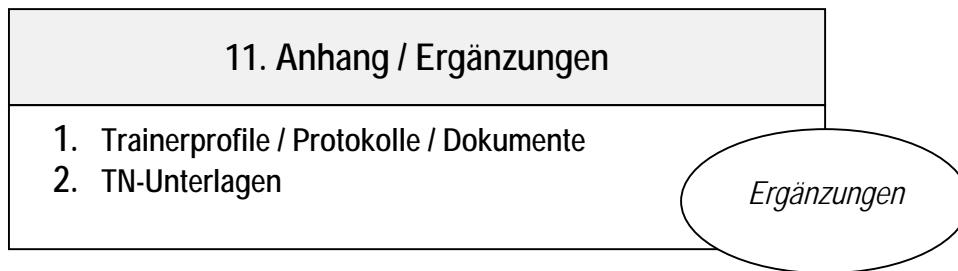 11. Anhang / Ergänzungen
1. Trainerprofile / Protokolle / Dokumente
2. TN-Unterlagen
Ergänzungen